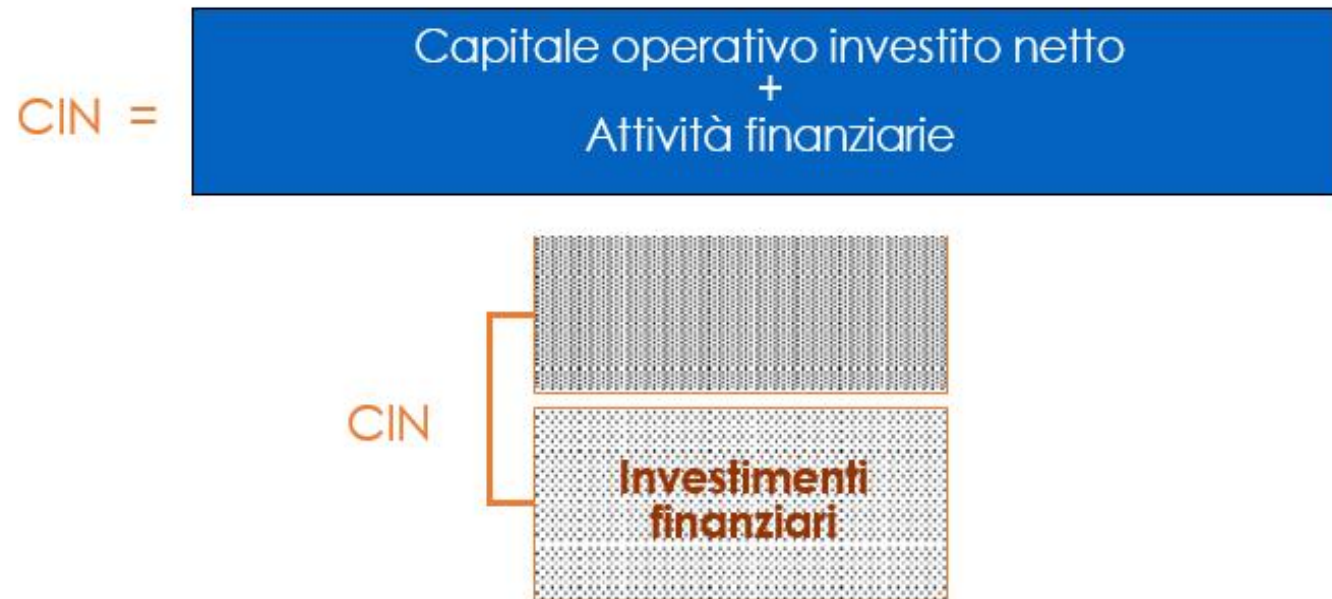 Capitale operativo investito netto
+
CIN =
Attività finanziarie
CIN
Investimenti
finanziari